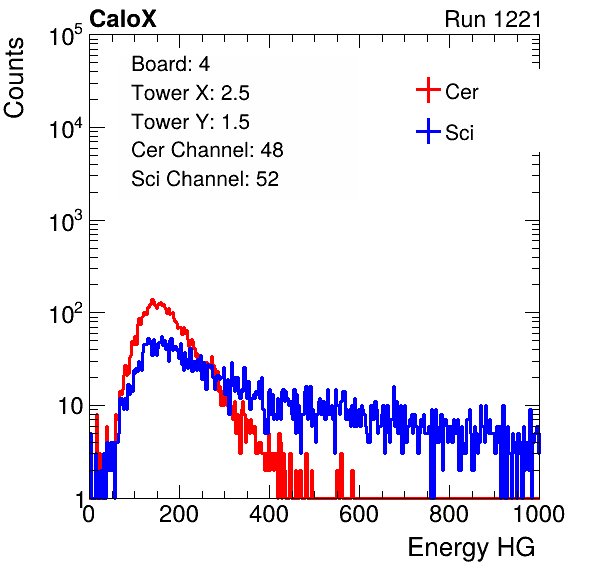 CaloX Run 1221
Counts
10^5
10^4
10^3
10^2
10
1
Board: 4
Tower X: 2.5
Tower Y: 1.5
Cer Channel: 48
Sci Channel: 52
Cer
Sci
0 200 400 600 800 1000
Energy HG